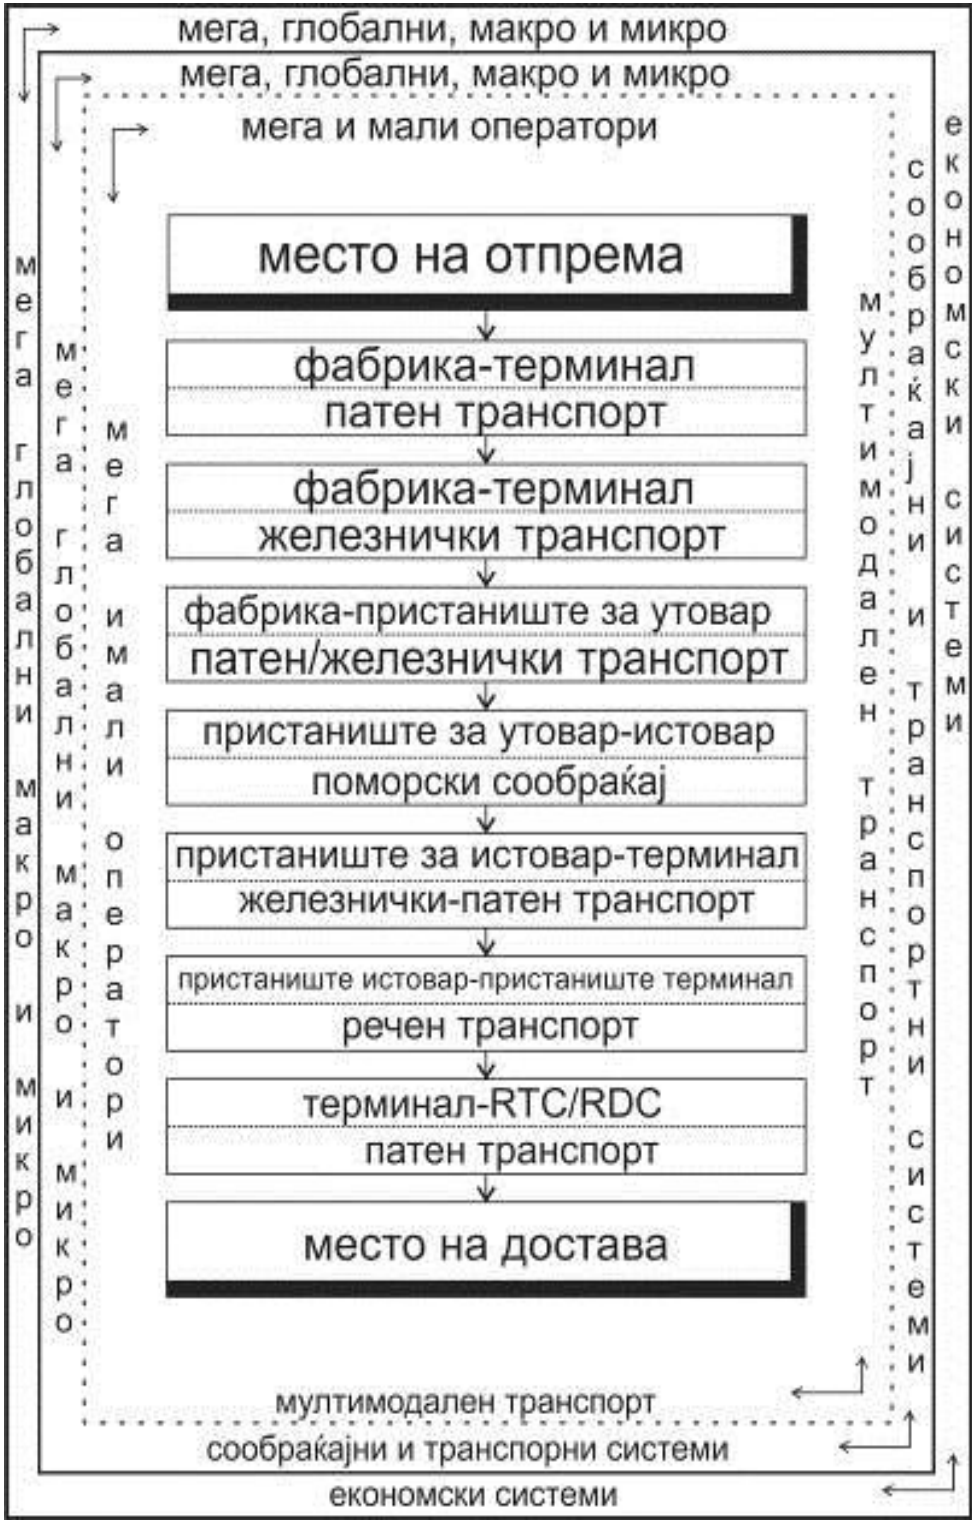 мега, глобални, макро и микро
мега, глобални, макро и микро
мега и мали оператори
место на отпрема
фабрика-терминал
патен транспорт
фабрика-терминал
железнички транспорт
фабрика-пристаниште за утовар
патен/железнички транспорт
пристаниште за утовар-истовар
поморски сообраќај
пристаниште за истовар-терминал
железнички-патен транспорт
пристаниште истовар-пристаниште терминал
речен транспорт
терминал-RTC/RDC
патен транспорт
место на достава
мултимодален транспорт
сообраќајни и транспорни системи
економски системи
мега глобални макро и микро
мега глобални макро и микро
мега имали оператори
мултимодален транспорт
сообраќајни и транспортни системи
економски системи